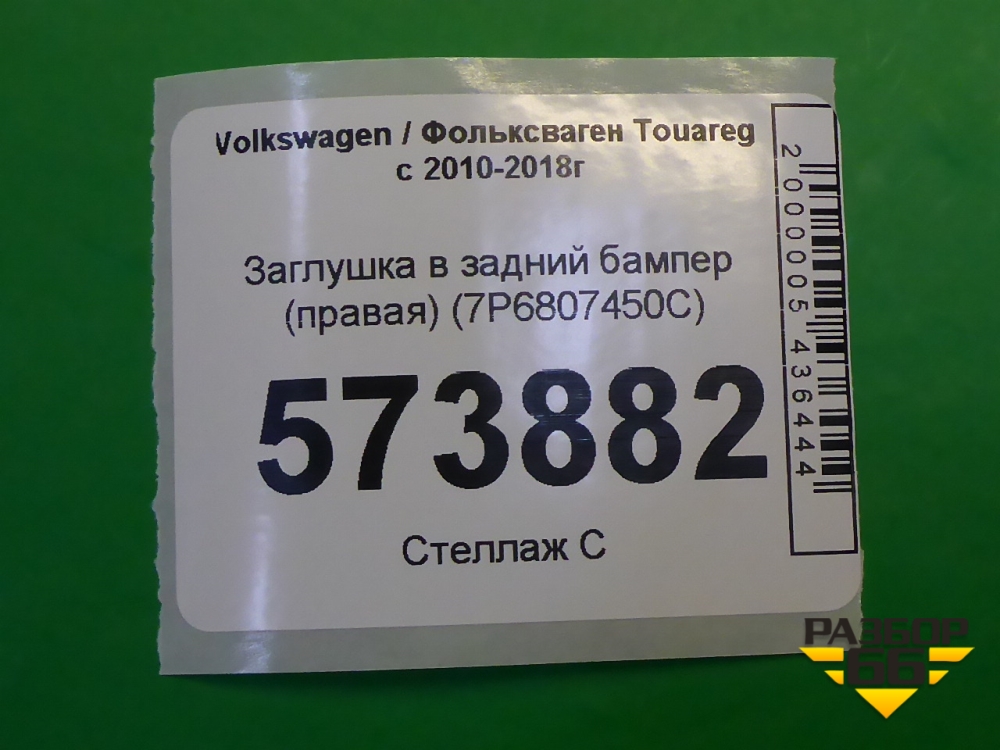 Volkswagen / Фольксваген Touareg
с 2010-2018г
Заглушка в задний бампер
(правая) (7P6807450C)
573882
Стеллаж С
2000005436444
РАЗБОР
66